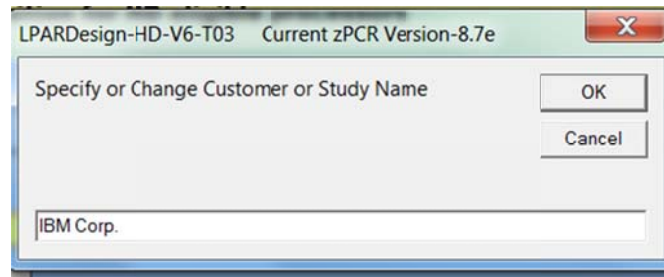 LPARDesign-HD-V6-T03 Current zPCR Version-8.7e
Specify or Change Customer or Study Name
OK
Cancel
IBM Corp.